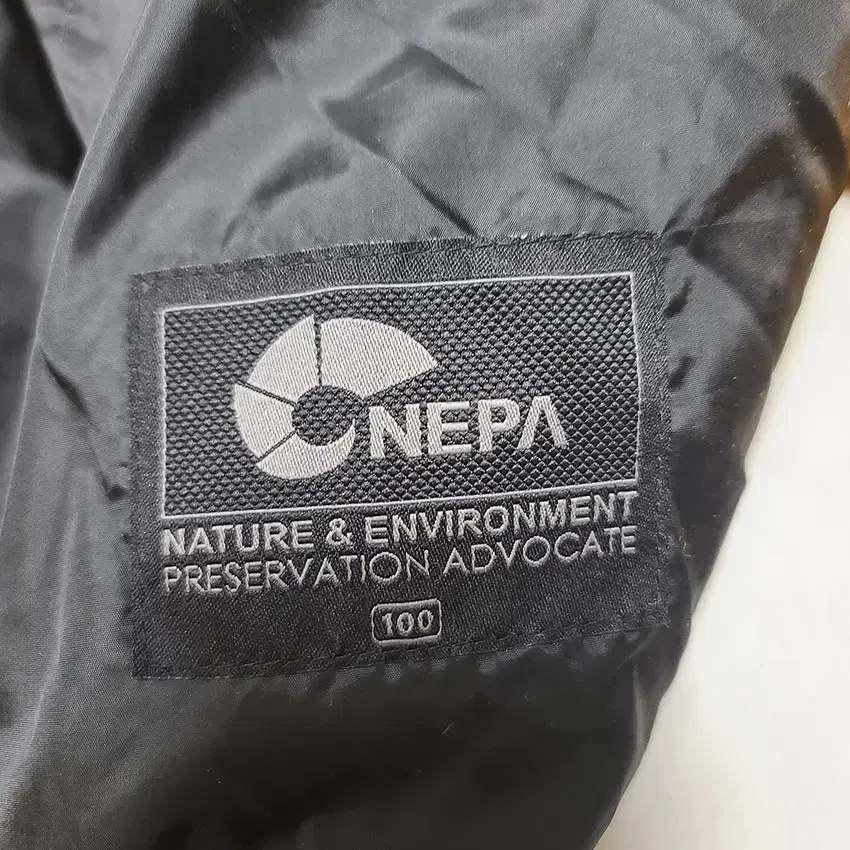 NEPA
NATURE & ENVIRONMENT
PRESERVATION ADVOCATE
100